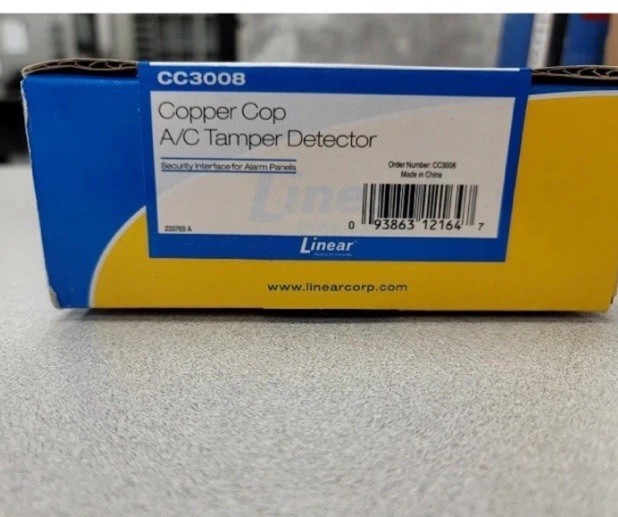 CC3008
Copper Cop
A/C Tamper Detector
Security Interface for Alarm Panels
Order Number: CC3008
Made in China
Linear
0 93863 12164 7
Linear
www.linearcorp.com